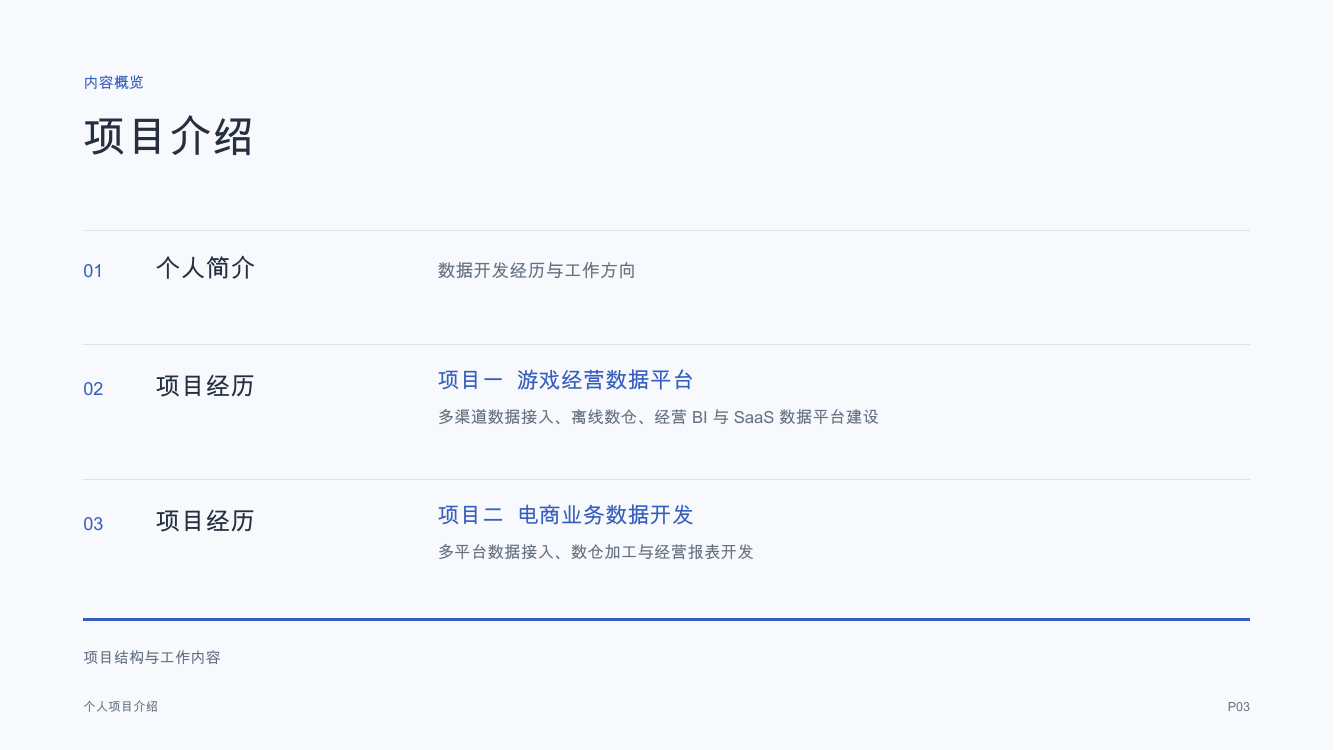 内容概览
项目介绍
01 个人简介 数据开发经历与工作方向
02 项目经历 项目一 游戏经营数据平台
多渠道数据接入、离线数仓、经营 BI 与 SaaS 数据平台建设
03 项目经历 项目二 电商业务数据开发
多平台数据接入、数仓加工与经营报表开发
项目结构与工作内容
个人项目介绍 P03